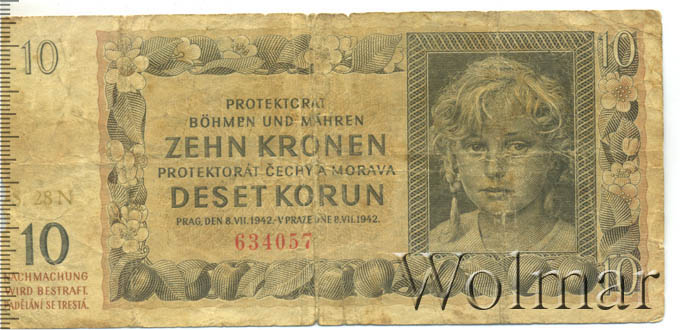 10
10
PROTEKTORAT
BÖHMEN UND MÄHREN
ZEHN KRONEN
PROTEKTORÁT ČECHY A MORAVA
DESET KORUN
PRAG, DEN 8.VII.1942.-V PRAZE DNE 8.VII.1942.
634057
S. 28 N
10
NACHMACHUNG
WIRD BESTRAFT.
PADĚLÁNÍ SE TRESTÁ.
10
Wolmar